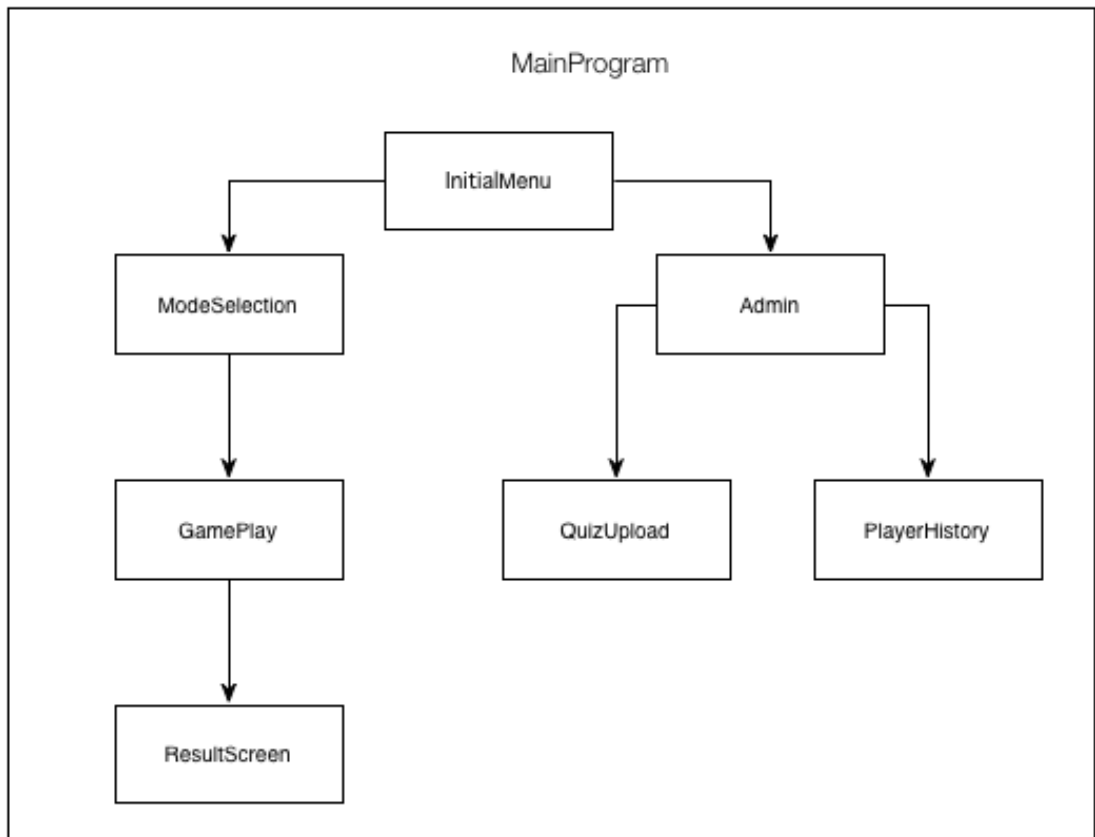 MainProgram
InitialMenu
ModeSelection
Admin
GamePlay
QuizUpload
PlayerHistory
ResultScreen